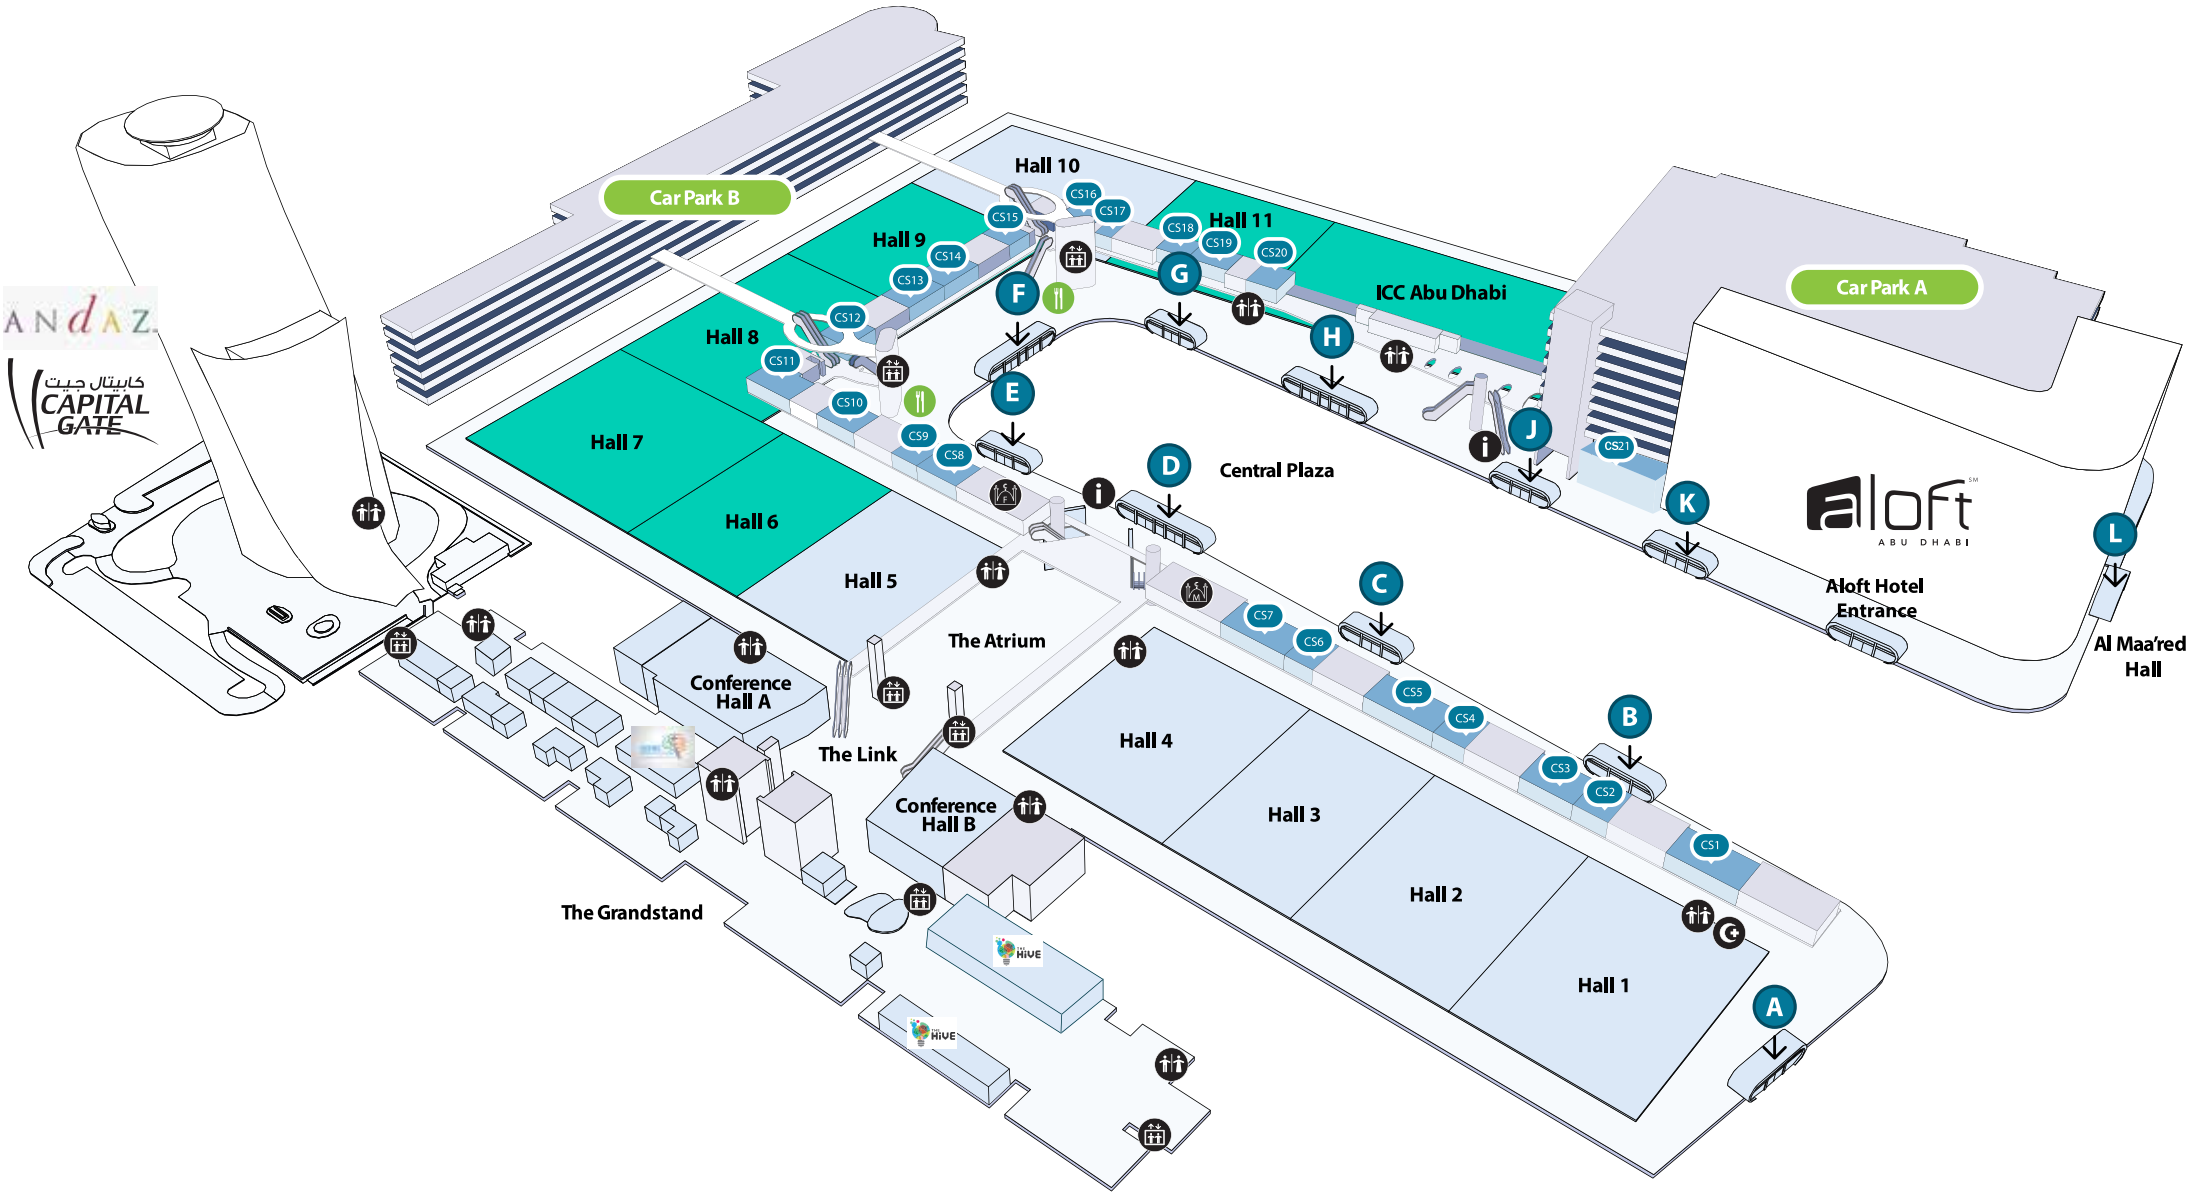 Hall 10
CS16
Car Park B
CS17
CS15
Hall 11
CS18
Hall 9
CS19
CS14
CS20
G
CS13
F
ICC Abu Dhabi
Car Park A
ANdAZ
CS12
Hall 8
H
CS11
كابيتال جيت
CAPITAL
GATE
E
CS10
J
CS9
Hall 7
i
CS21
CS8
D
Central Plaza
F
i
K
aloft
SM
ABU DHABI
Hall 6
L
Hall 5
C
Aloft Hotel
Entrance
M
CS7
The Atrium
CS6
Al Maa'red
Hall
Conference
Hall A
CS5
B
CS4
Hall 4
The Link
CS3
CS2
Conference
Hall B
Hall 3
CS1
Hall 2
The Grandstand
THE
HiVE
Hall 1
A
THE
HiVE